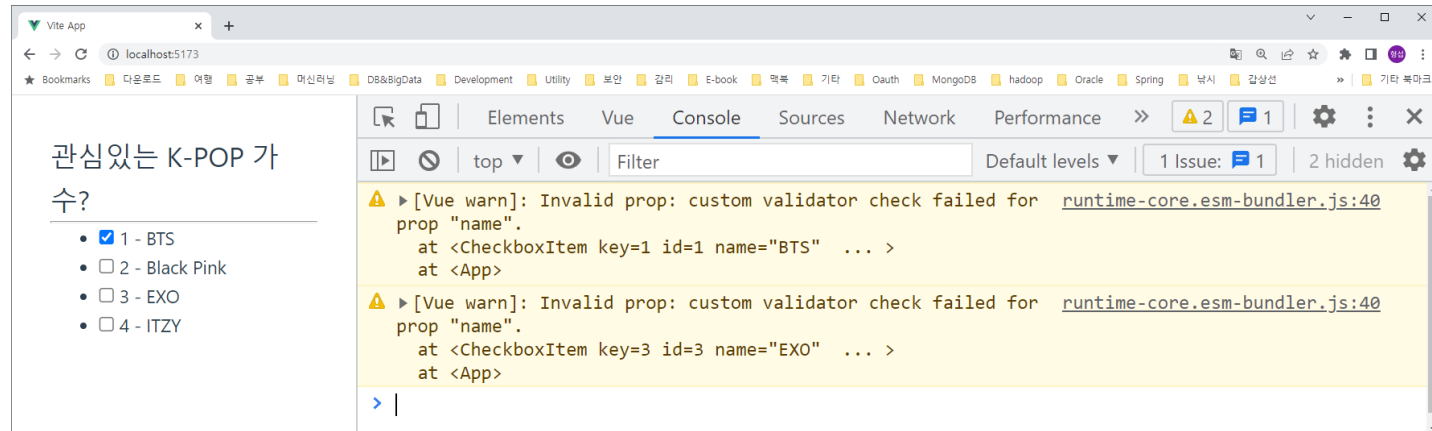 Vite App
localhost:5173
Bookmarks 다운로드 여행 공부 머신러닝 DB&BigData Development Utility 보안 감리 E-book 맥북 기타 Oauth MongoDB hadoop Oracle Spring 낚시 갑상선 » 기타 북마크
Elements Vue Console Sources Network Performance » 2 1
top ▼ Filter Default levels ▼ 1 Issue: 1 2 hidden
관심있는 K-POP 가
수?
1 - BTS
2 - Black Pink
3 - EXO
4 - ITZY
▶[Vue warn]: Invalid prop: custom validator check failed for runtime-core.esm-bundler.js:40
prop "name".
at <CheckboxItem key=1 id=1 name="BTS" ... >
at <App>
▶[Vue warn]: Invalid prop: custom validator check failed for runtime-core.esm-bundler.js:40
prop "name".
at <CheckboxItem key=3 id=3 name="EXO" ... >
at <App>
>